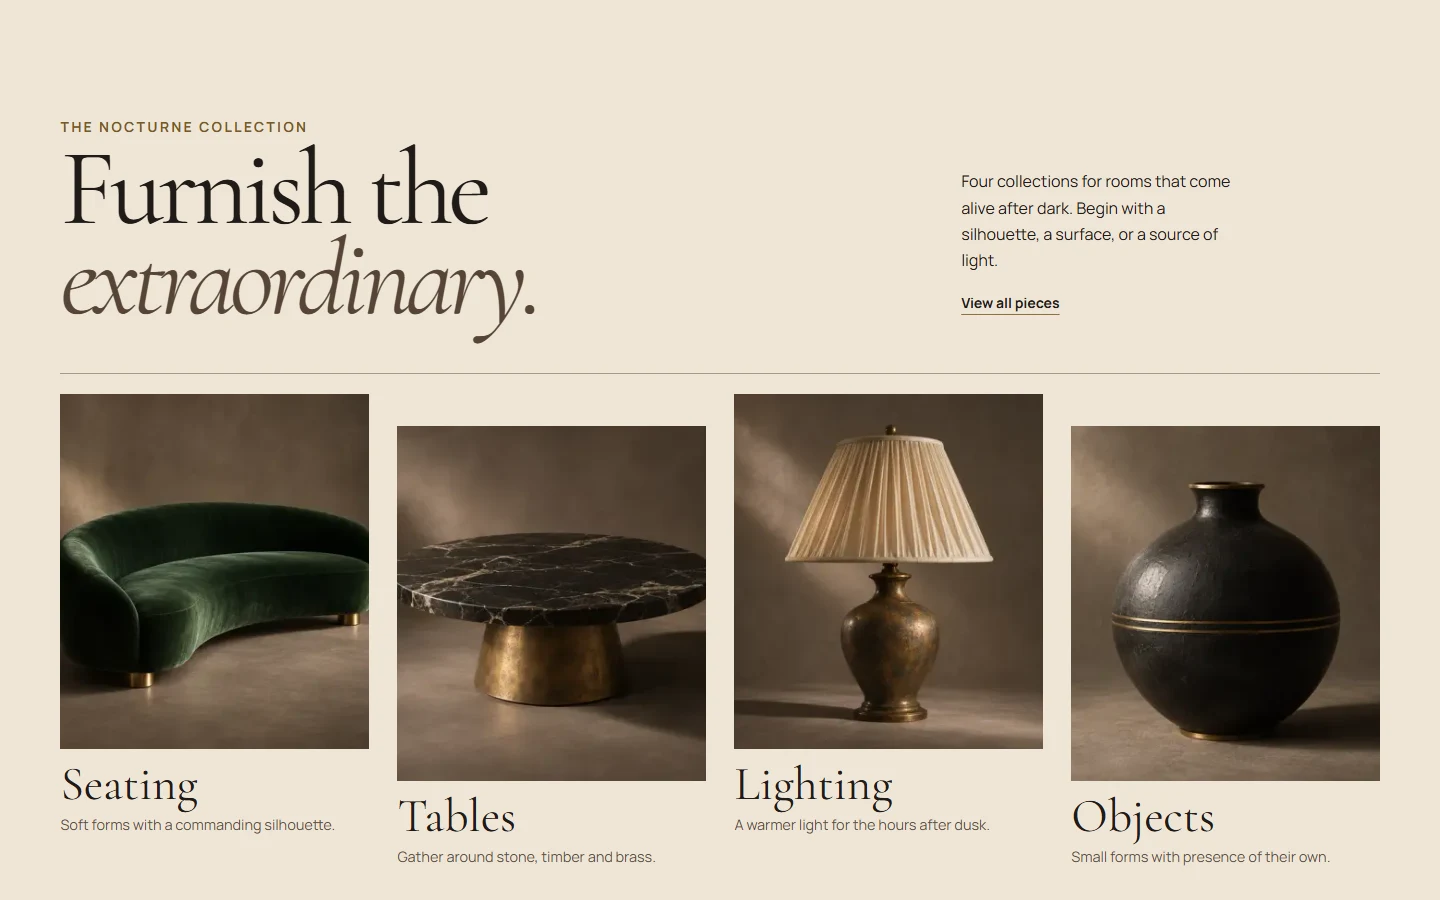 THE NOCTURNE COLLECTION
Furnish the
extraordinary.
Four collections for rooms that come
alive after dark. Begin with a
silhouette, a surface, or a source of
light.
View all pieces
Seating
Soft forms with a commanding silhouette.
Tables
Gather around stone, timber and brass.
Lighting
A warmer light for the hours after dusk.
Objects
Small forms with presence of their own.